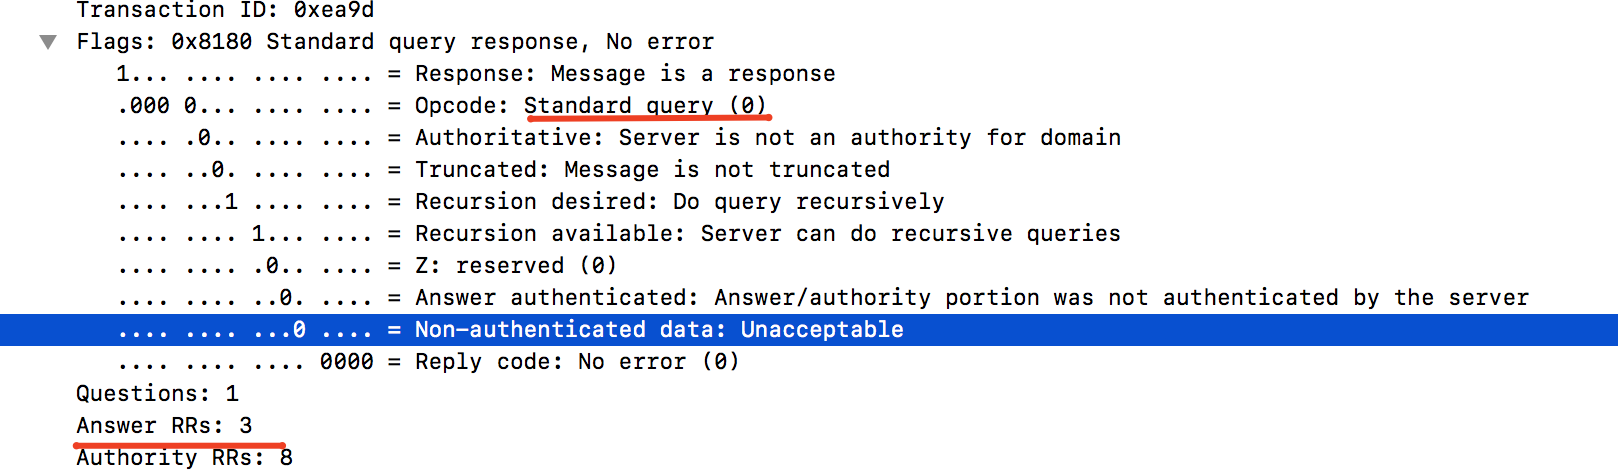 Transaction ID: 0xea9d
Flags: 0x8180 Standard query response, No error
1... .... .... .... = Response: Message is a response
.000 0... .... .... = Opcode: Standard query (0)
.... .0.. .... .... = Authoritative: Server is not an authority for domain
.... ..0. .... .... = Truncated: Message is not truncated
.... ...1 .... .... = Recursion desired: Do query recursively
.... .... 1... .... = Recursion available: Server can do recursive queries
.... .... .0.. .... = Z: reserved (0)
.... .... ..0. .... = Answer authenticated: Answer/authority portion was not authenticated by the server
.... .... ...0 .... = Non-authenticated data: Unacceptable
.... .... .... 0000 = Reply code: No error (0)
Questions: 1
Answer RRs: 3
Authority RRs: 8